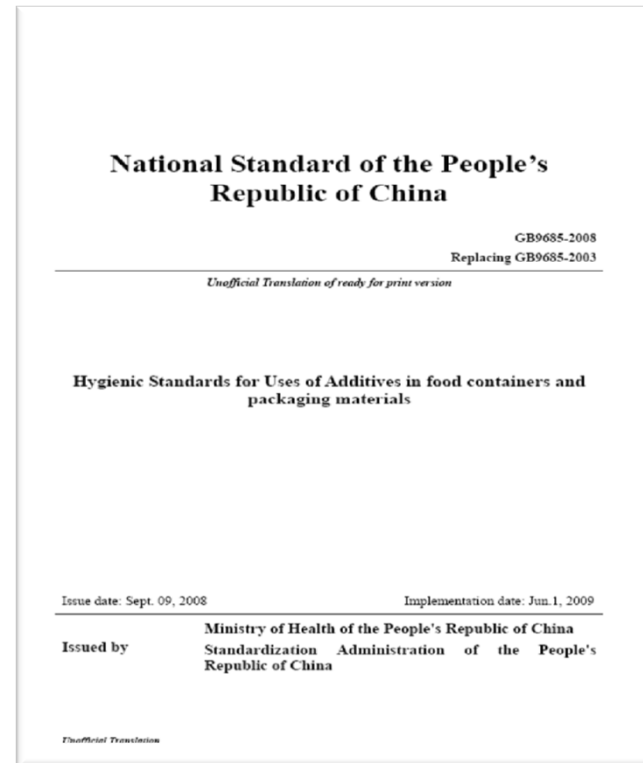 National Standard of the People's
Republic of China
GB9685-2008
Replacing GB9685-2003
Unofficial Translation of ready for print version
Hygienic Standards for Uses of Additives in food containers and
packaging materials
Issue date: Sept. 09, 2008 Implementation date: Jun.1, 2009
Ministry of Health of the People's Republic of China
Issued by Standardization Administration of the People's
Republic of China
Unofficial Translation